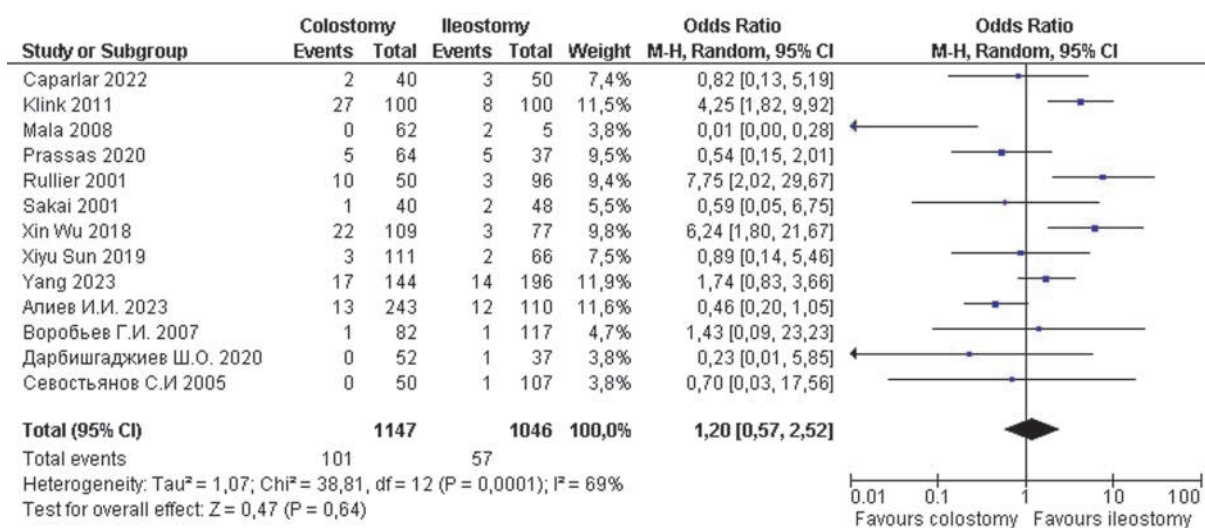 Colostomy Ileostomy Odds Ratio Odds Ratio
Study or Subgroup Events Total Events Total Weight M-H, Random, 95% CI M-H, Random, 95% CI
Caparlar 2022 2 40 3 50 7,4% 0,82 [0,13, 5,19]
Klink 2011 27 100 8 100 11,5% 4,25 [1,82, 9,92]
Mala 2008 0 62 2 5 3,8% 0,01 [0,00, 0,28]
Prassas 2020 5 64 5 37 9,5% 0,54 [0,15, 2,01]
Rullier 2001 10 50 3 96 9,4% 7,75 [2,02, 29,67]
Sakai 2001 1 40 2 48 5,5% 0,59 [0,05, 6,75]
Xin Wu 2018 22 109 3 77 9,8% 6,24 [1,80, 21,67]
Xiyu Sun 2019 3 111 2 66 7,5% 0,89 [0,14, 5,46]
Yang 2023 17 144 14 196 11,9% 1,74 [0,83, 3,66]
Алиев И.И. 2023 13 243 12 110 11,6% 0,46 [0,20, 1,05]
Воробьев Г.И. 2007 1 82 1 117 4,7% 1,43 [0,09, 23,23]
Дарбишгаджиев Ш.О. 2020 0 52 1 37 3,8% 0,23 [0,01, 5,85]
Севостьянов С.И 2005 0 50 1 107 3,8% 0,70 [0,03, 17,56]
Total (95% CI) 1147 1046 100,0% 1,20 [0,57, 2,52]
Total events 101 57
Heterogeneity: Tau² = 1,07; Chi² = 38,81, df = 12 (P = 0,0001); I² = 69%
Test for overall effect: Z = 0,47 (P = 0,64)
0.01 0.1 1 10 100
Favours colostomy Favours ileostomy